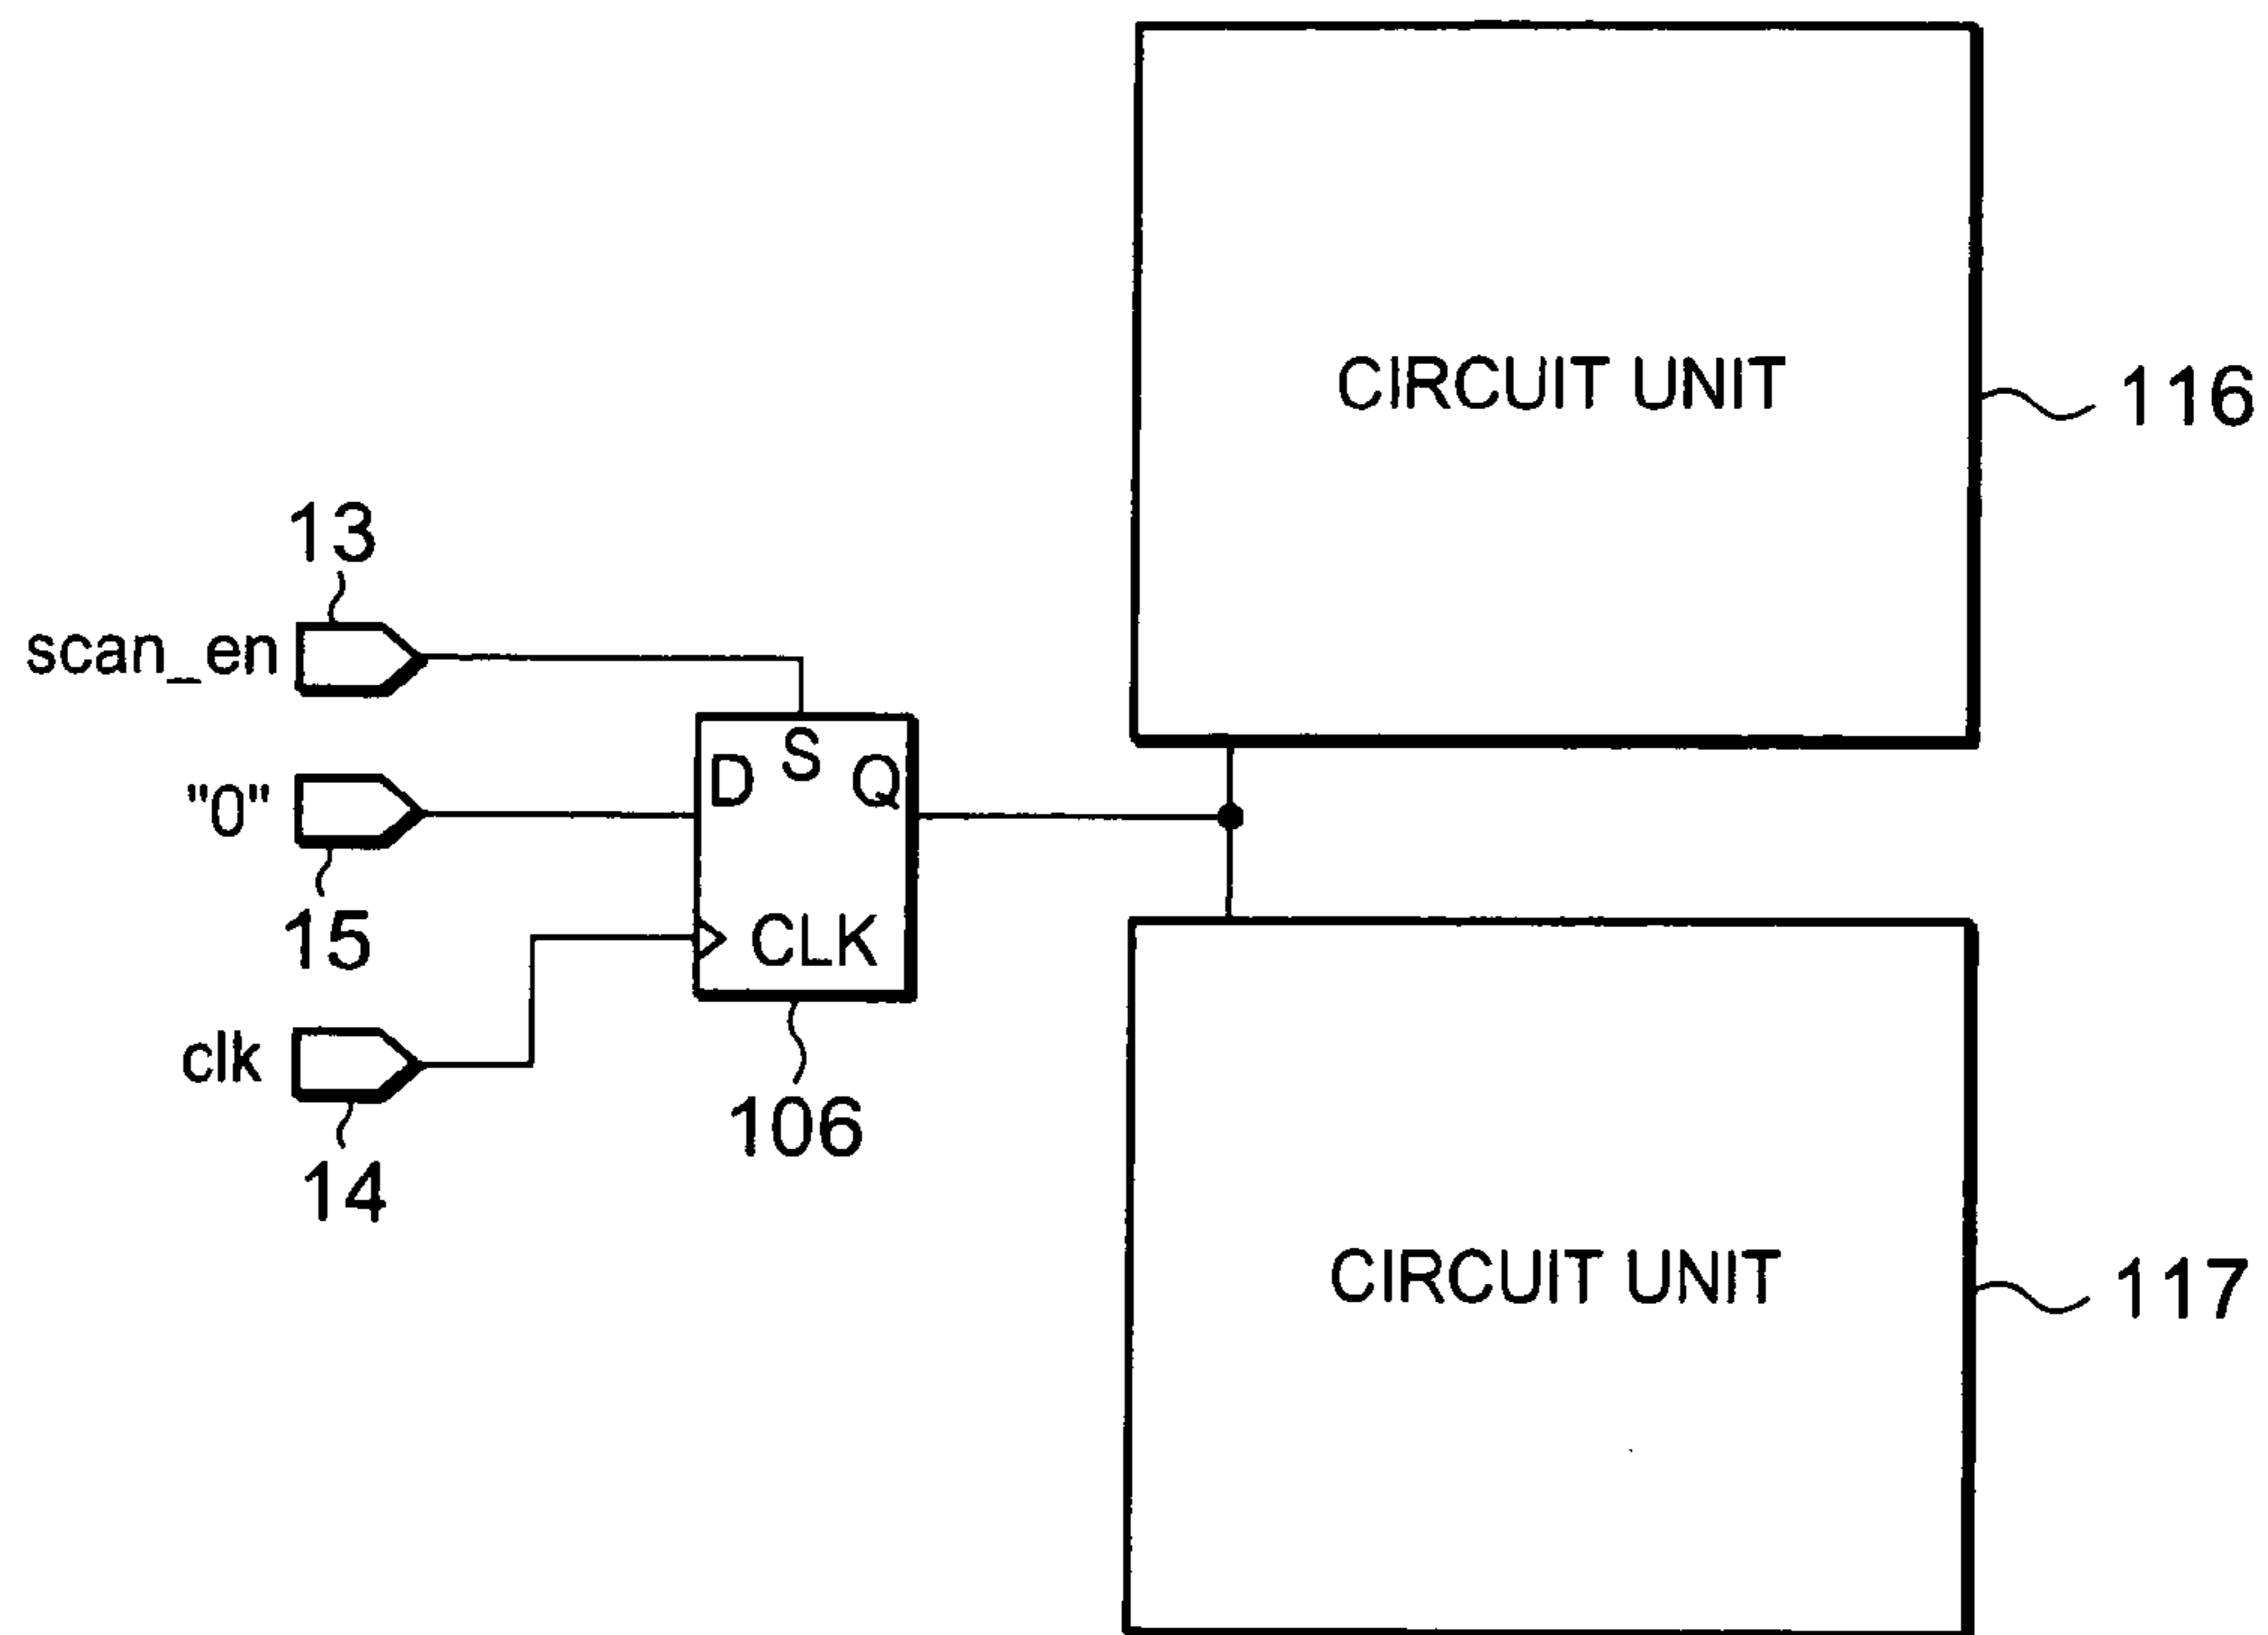 CIRCUIT UNIT
116
13
scan_en
"0"
15
clk
14
D
S
Q
CLK
106
CIRCUIT UNIT
117